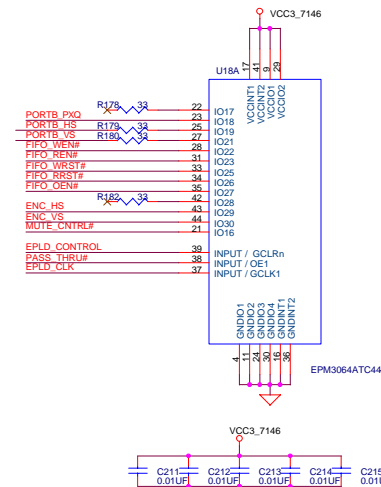 VCC3_7146
U18A
17 41 9 29
VCCINT1 VCCINT2 VCCIO1 VCCIO2
R178 33 22 IO17
PORTB_PXQ 23 IO18
PORTB_HS R179 33 25 IO19
PORTB_VS R180 33 27 IO21
FIFO_WEN# 28 IO22
FIFO_REN# 31 IO23
FIFO_WRST# 33 IO25
FIFO_RRST# 34 IO26
FIFO_OEN# 35 IO27
R182 33 42 IO28
ENC_HS 43 IO29
ENC_VS 44 IO30
MUTE_CNTRL# 21 IO16
EPLD_CONTROL 39 INPUT / GCLRn
PASS_THRU# 38 INPUT / OE1
EPLD_CLK 37 INPUT / GCLK1
GNDIO1 GNDIO2 GNDIO3 GNDIO4 GNDINT1 GNDINT2
4 11 24 30 16 36
EPM3064ATC44
VCC3_7146
C211 C212 C213 C214 C215
0.01UF 0.01UF 0.01UF 0.01UF 0.01U